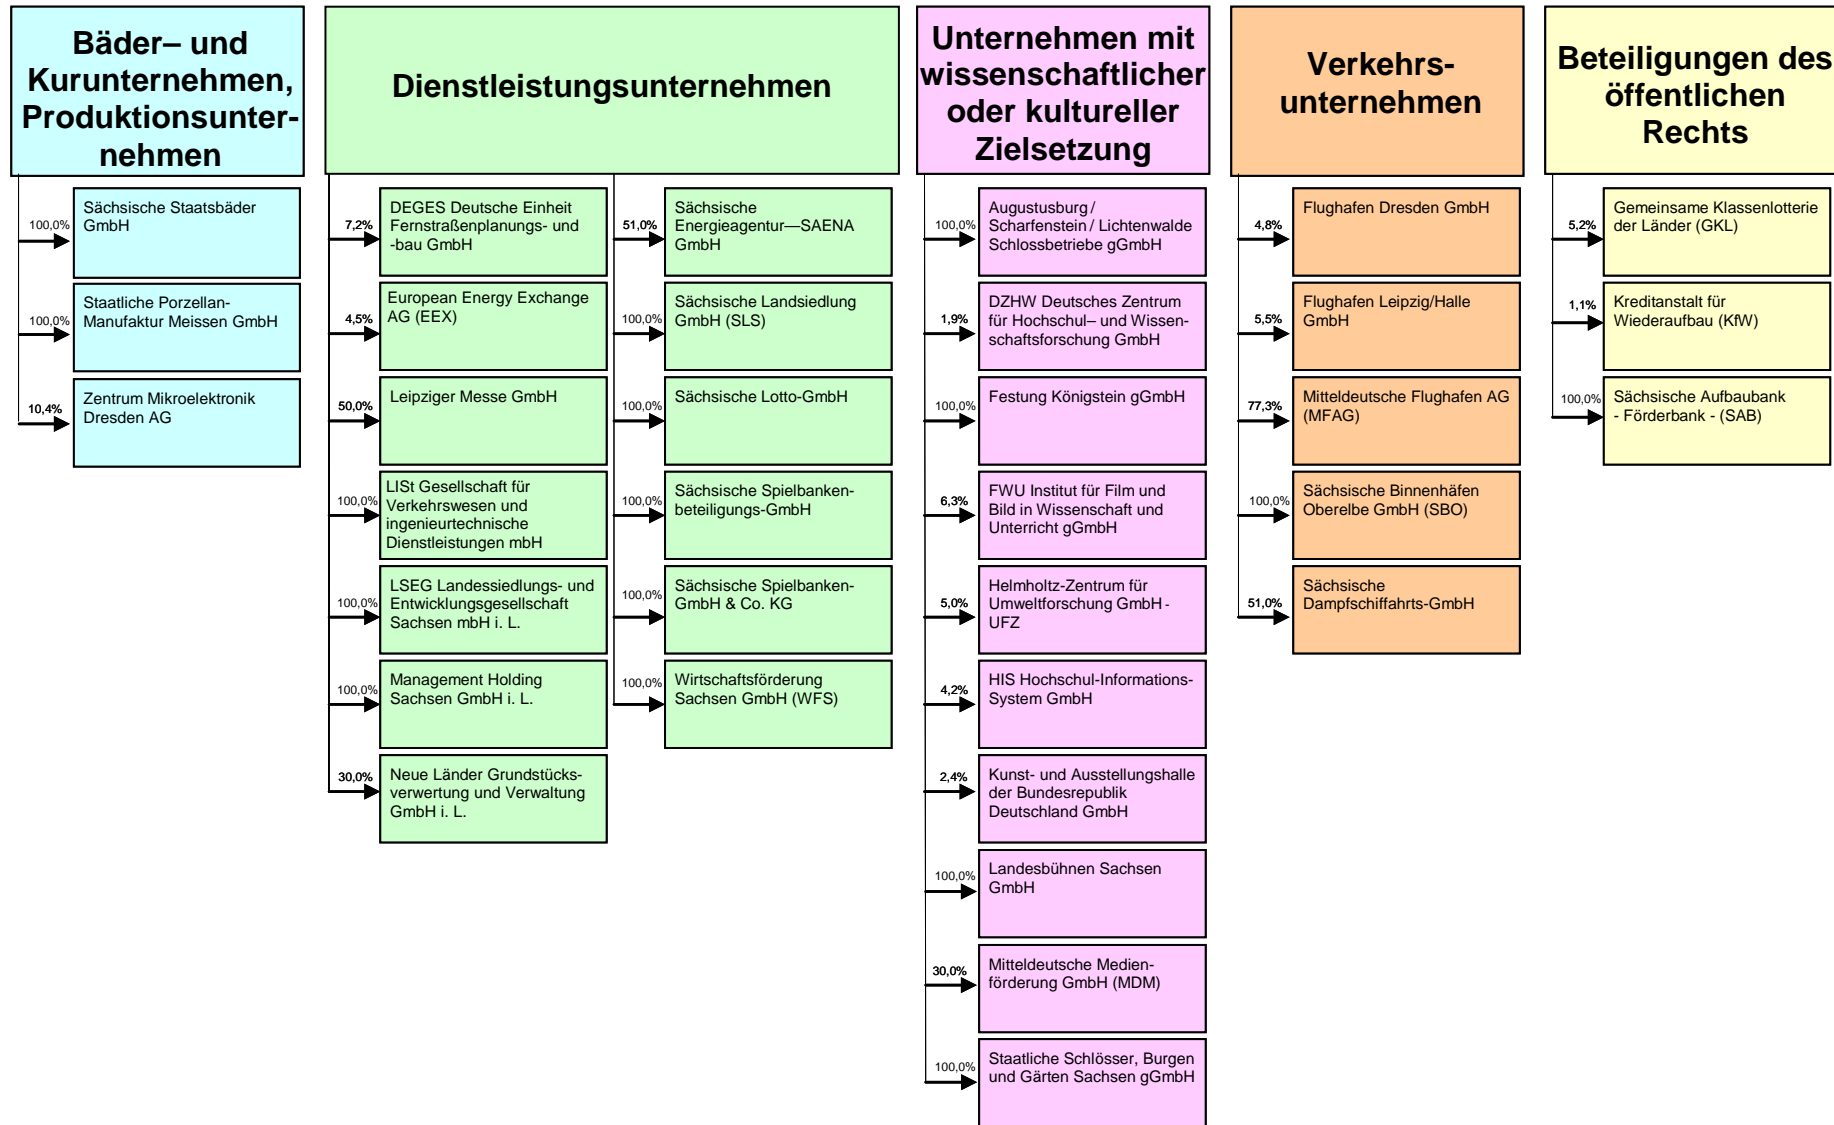 Bäder– und
Kurunternehmen,
Produktionsunter-
nehmen
100,0%
Sächsische Staatsbäder
GmbH
100,0%
Staatliche Porzellan-
Manufaktur Meissen GmbH
10,4%
Zentrum Mikroelektronik
Dresden AG
Dienstleistungsunternehmen
7,2%
DEGES Deutsche Einheit
Fernstraßenplanungs- und
-bau GmbH
4,5%
European Energy Exchange
AG (EEX)
50,0%
Leipziger Messe GmbH
100,0%
LISt Gesellschaft für
Verkehrswesen und
ingenieurtechnische
Dienstleistungen mbH
100,0%
LSEG Landessiedlungs- und
Entwicklungsgesellschaft
Sachsen mbH i. L.
100,0%
Management Holding
Sachsen GmbH i. L.
30,0%
Neue Länder Grundstücks-
verwertung und Verwaltung
GmbH i. L.
51,0%
Sächsische
Energieagentur—SAENA
GmbH
100,0%
Sächsische Landsiedlung
GmbH (SLS)
100,0%
Sächsische Lotto-GmbH
100,0%
Sächsische Spielbanken-
beteiligungs-GmbH
100,0%
Sächsische Spielbanken-
GmbH & Co. KG
100,0%
Wirtschaftsförderung
Sachsen GmbH (WFS)
Unternehmen mit
wissenschaftlicher
oder kultureller
Zielsetzung
100,0%
Augustusburg /
Scharfenstein / Lichtenwalde
Schlossbetriebe gGmbH
1,9%
DZHW Deutsches Zentrum
für Hochschul– und Wissen-
schaftsforschung GmbH
100,0%
Festung Königstein gGmbH
6,3%
FWU Institut für Film und
Bild in Wissenschaft und
Unterricht gGmbH
5,0%
Helmholtz-Zentrum für
Umweltforschung GmbH -
UFZ
4,2%
HIS Hochschul-Informations-
System GmbH
2,4%
Kunst- und Ausstellungshalle
der Bundesrepublik
Deutschland GmbH
100,0%
Landesbühnen Sachsen
GmbH
30,0%
Mitteldeutsche Medien-
förderung GmbH (MDM)
100,0%
Staatliche Schlösser, Burgen
und Gärten Sachsen gGmbH
Verkehrs-
unternehmen
4,8%
Flughafen Dresden GmbH
5,5%
Flughafen Leipzig/Halle
GmbH
77,3%
Mitteldeutsche Flughafen AG
(MFAG)
100,0%
Sächsische Binnenhäfen
Oberelbe GmbH (SBO)
51,0%
Sächsische
Dampfschiffahrts-GmbH
Beteiligungen des
öffentlichen
Rechts
5,2%
Gemeinsame Klassenlotterie
der Länder (GKL)
1,1%
Kreditanstalt für
Wiederaufbau (KfW)
100,0%
Sächsische Aufbaubank
- Förderbank - (SAB)